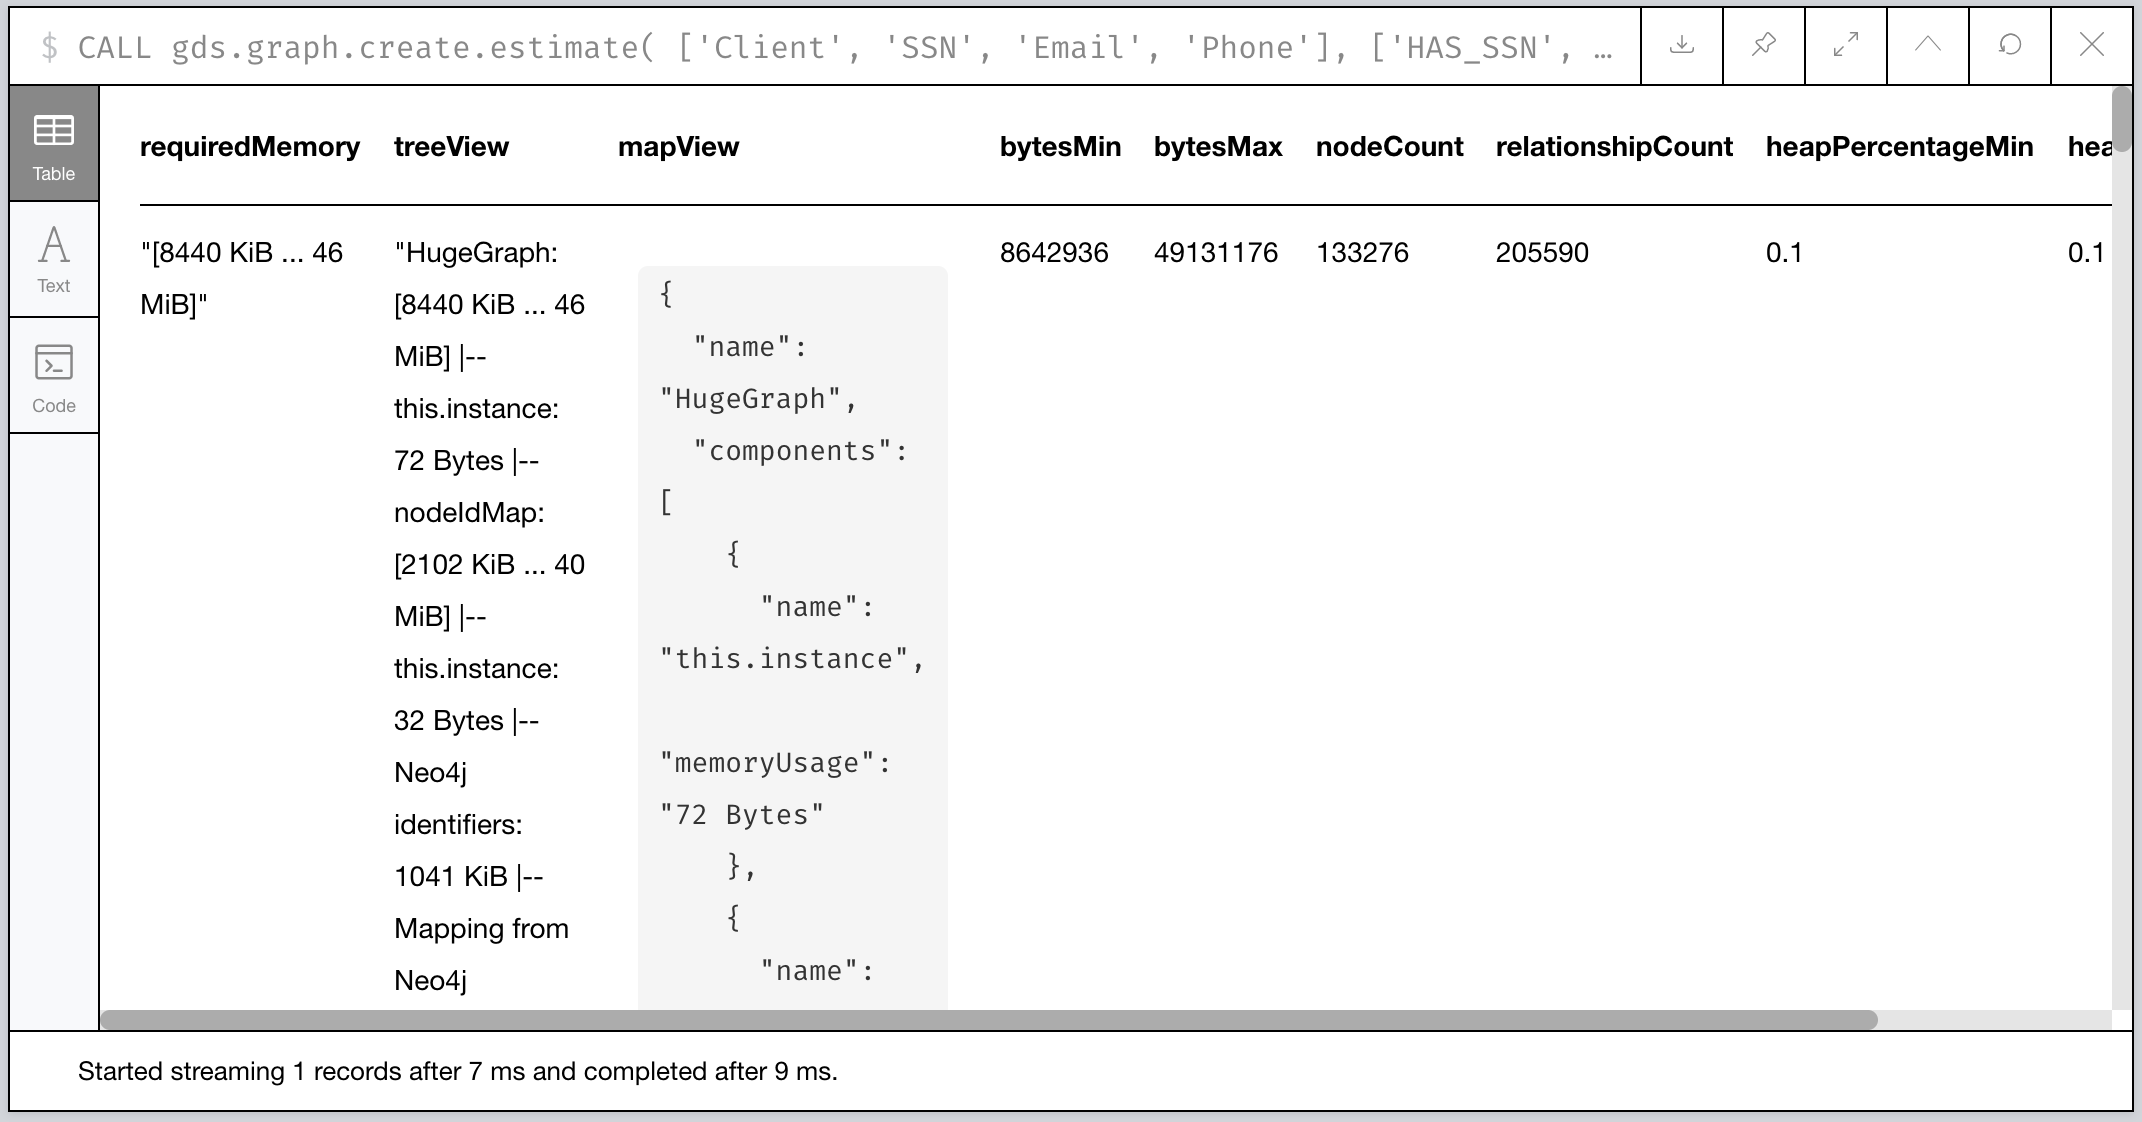 $ CALL gds.graph.create.estimate( ['Client', 'SSN', 'Email', 'Phone'], ['HAS_SSN', …
Table
Text
Code
requiredMemory treeView mapView bytesMin bytesMax nodeCount relationshipCount heapPercentageMin hea
"[8440 KiB ... 46
MiB]"
"HugeGraph:
[8440 KiB ... 46
MiB] |--
this.instance:
72 Bytes |--
nodeIdMap:
[2102 KiB ... 40
MiB] |--
this.instance:
32 Bytes |--
Neo4j
identifiers:
1041 KiB |--
Mapping from
Neo4j
{
"name":
"HugeGraph",
"components":
[
{
"name":
"this.instance",
"memoryUsage":
"72 Bytes"
},
{
"name":
8642936 49131176 133276 205590 0.1 0.1
Started streaming 1 records after 7 ms and completed after 9 ms.